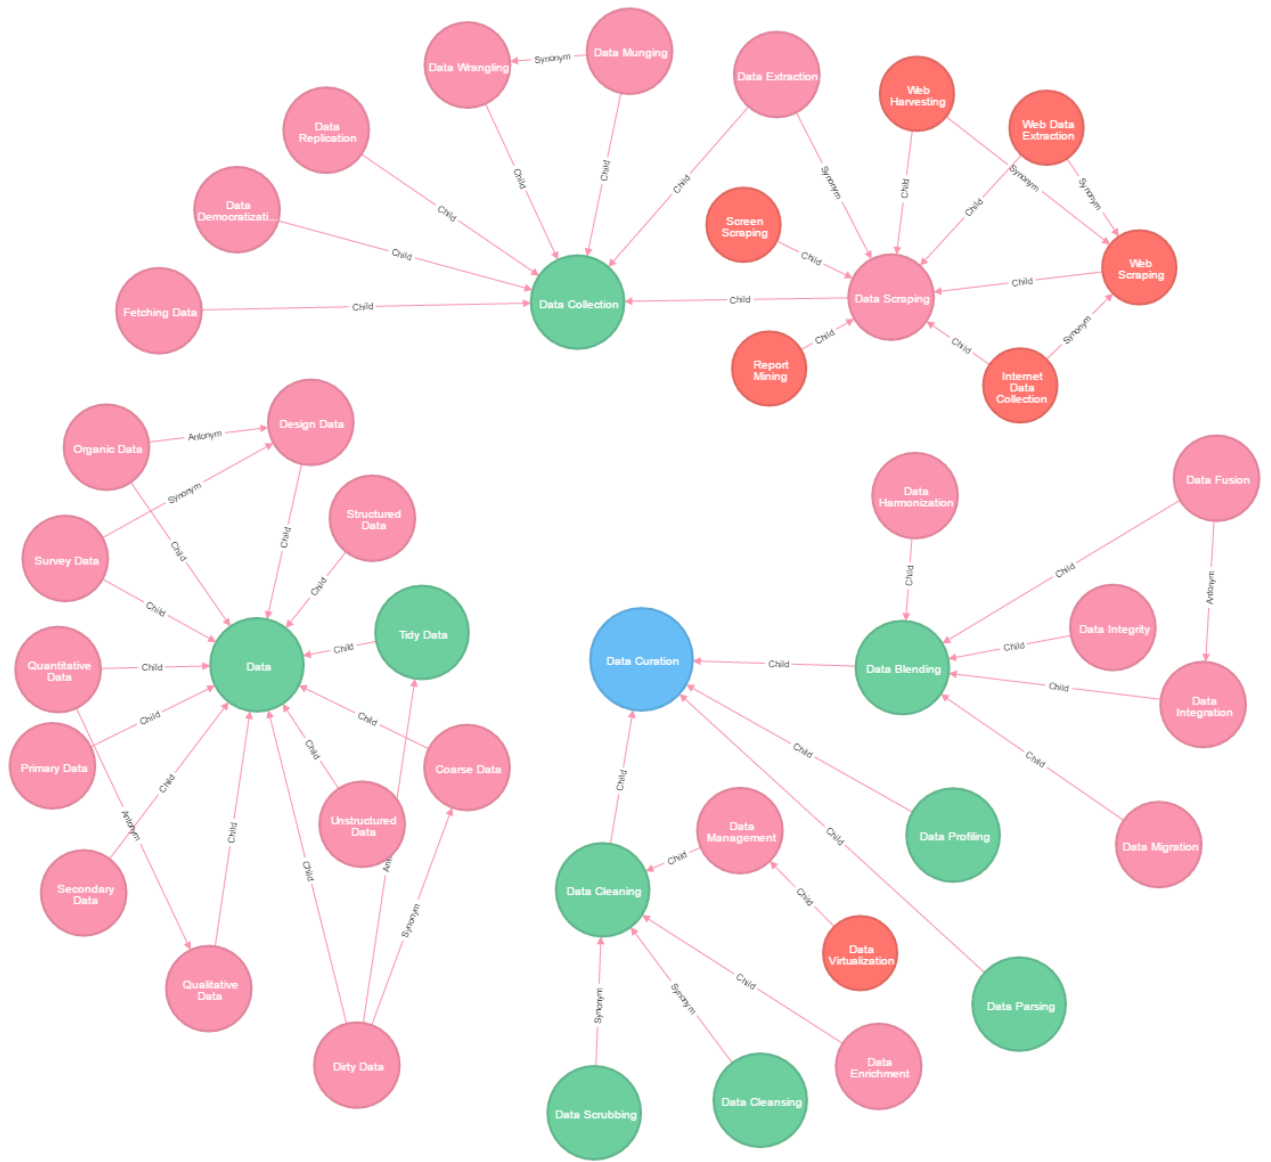 Data Wrangling
Synonym
Data Munging
Data Extraction
Web
Harvesting
Web Data
Extraction
Data
Replication
Child
Child
Child
Synonym
Child
Synonym
Synonym
Child
Data
Democratizati...
Child
Child
Screen
Scraping
Child
Web
Scraping
Fetching Data
Child
Data Collection
Child
Data Scraping
Child
Report
Mining
Child
Child
Synonym
Internet
Data
Collection
Organic Data
Antonym
Design Data
Synonym
Child
Child
Structured
Data
Child
Survey Data
Child
Tidy Data
Child
Quantitative
Data
Child
Data
Primary Data
Child
Child
Child
Coarse Data
Child
Antonym
Child
Unstructured
Data
Child
Ant
Synonym
Secondary
Data
Qualitative
Data
Dirty Data
Data
Harmonization
Data Fusion
Child
Child
Antonym
Data Integrity
Child
Data Curation
Child
Data Blending
Child
Data
Integration
Child
Child
Child
Child
Data
Management
Data Profiling
Data Migration
Child
Data Cleaning
Child
Data
Virtualization
Synonym
Synonym
Child
Data Parsing
Data
Enrichment
Data Scrubbing
Data Cleansing